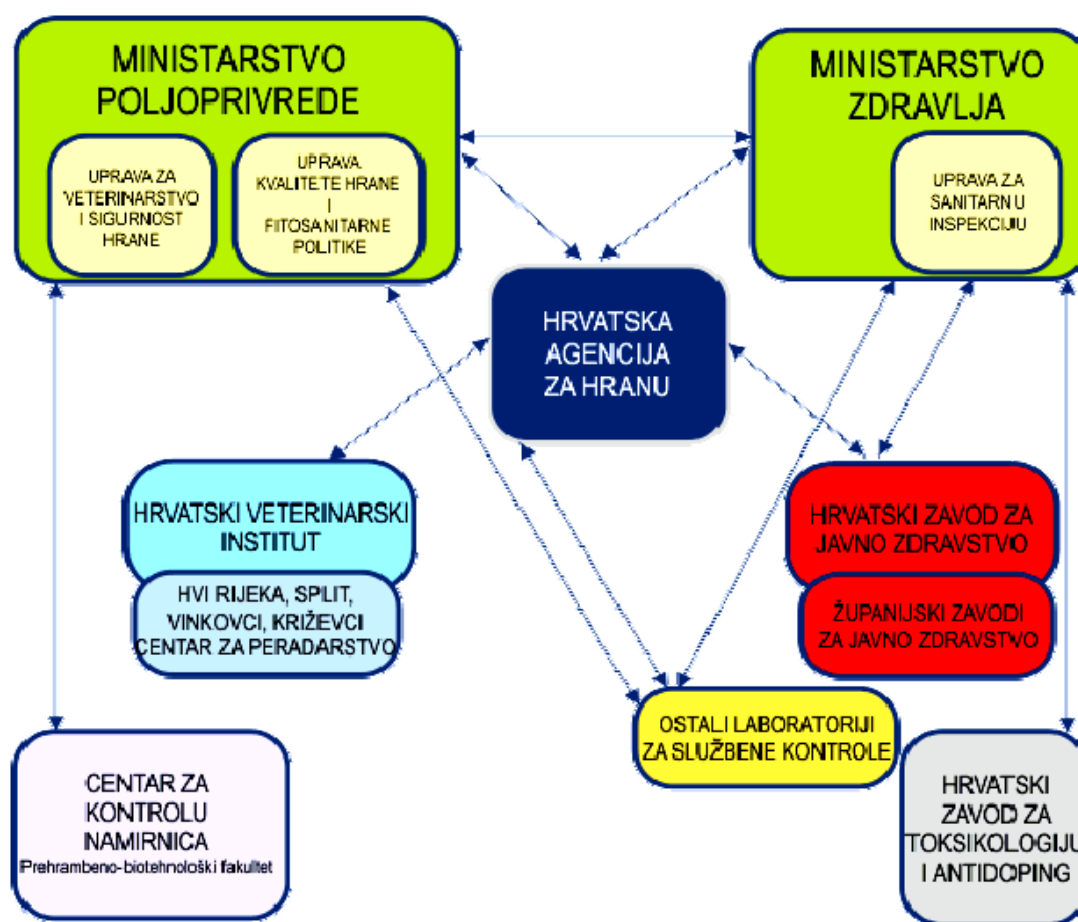 MINISTARSTVO
POLJOPRIVREDE
UPRAVA ZA
VETERINARSTVO
I SIGURNOST
HRANE
UPRAVA
KVALITETE HRANE
I
FITOSANITARNE
POLITIKE
MINISTARSTVO
ZDRAVLJA
UPRAVA ZA
SANITARNU
INSPEKCIJU
HRVATSKA
AGENCIJA
ZA HRANU
HRVATSKI VETERINARSKI
INSTITUT
HVI RIJEKA, SPLIT,
VINKOVCI, KRIŽEVCI
CENTAR ZA PERADARSTVO
HRVATSKI ZAVOD ZA
JAVNO ZDRAVSTVO
ŽUPANIJSKI ZAVODI
ZA JAVNO ZDRAVSTVO
OSTALI LABORATORIJI
ZA SLUŽBENE KONTROLE
CENTAR ZA
KONTROLU
NAMIRNICA
Prehrambeno-biotehnološki fakultet
HRVATSKI
ZAVOD ZA
TOKSIKOLOGIJU
I ANTIDOPING